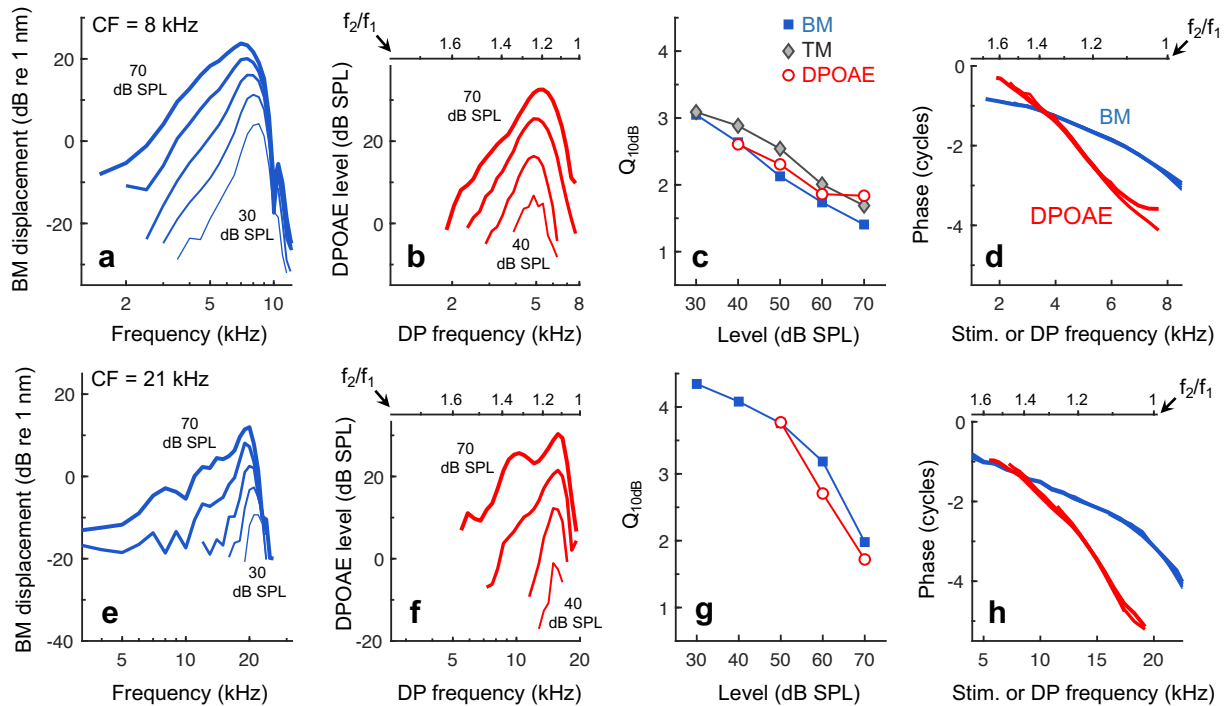 CF = 8 kHz
BM displacement (dB re 1 nm)
20
0
-20
70
dB SPL
30
dB SPL
a
2
5
10
Frequency (kHz)
f₂/f₁
1.6
1.4
1.2
1
DPOAE level (dB SPL)
20
0
70
dB SPL
40
dB SPL
b
2
5
8
DP frequency (kHz)
BM
TM
DPOAE
Q10dB
4
3
2
1
c
30 40 50 60 70
Level (dB SPL)
f₂/f₁
1.6 1.4 1.2 1
Phase (cycles)
0
-2
-4
BM
DPOAE
d
2 4 6 8
Stim. or DP frequency (kHz)
CF = 21 kHz
BM displacement (dB re 1 nm)
20
0
-20
-40
70
dB SPL
30
dB SPL
e
5 10 20
Frequency (kHz)
f₂/f₁
1.6 1.4 1.2 1
DPOAE level (dB SPL)
20
0
-20
70
dB SPL
40
dB SPL
f
5 10 20
DP frequency (kHz)
Q10dB
4
3
2
1
g
30 40 50 60 70
Level (dB SPL)
f₂/f₁
1.6 1.4 1.2 1
Phase (cycles)
0
-2
-4
h
5 10 15 20
Stim. or DP frequency (kHz)